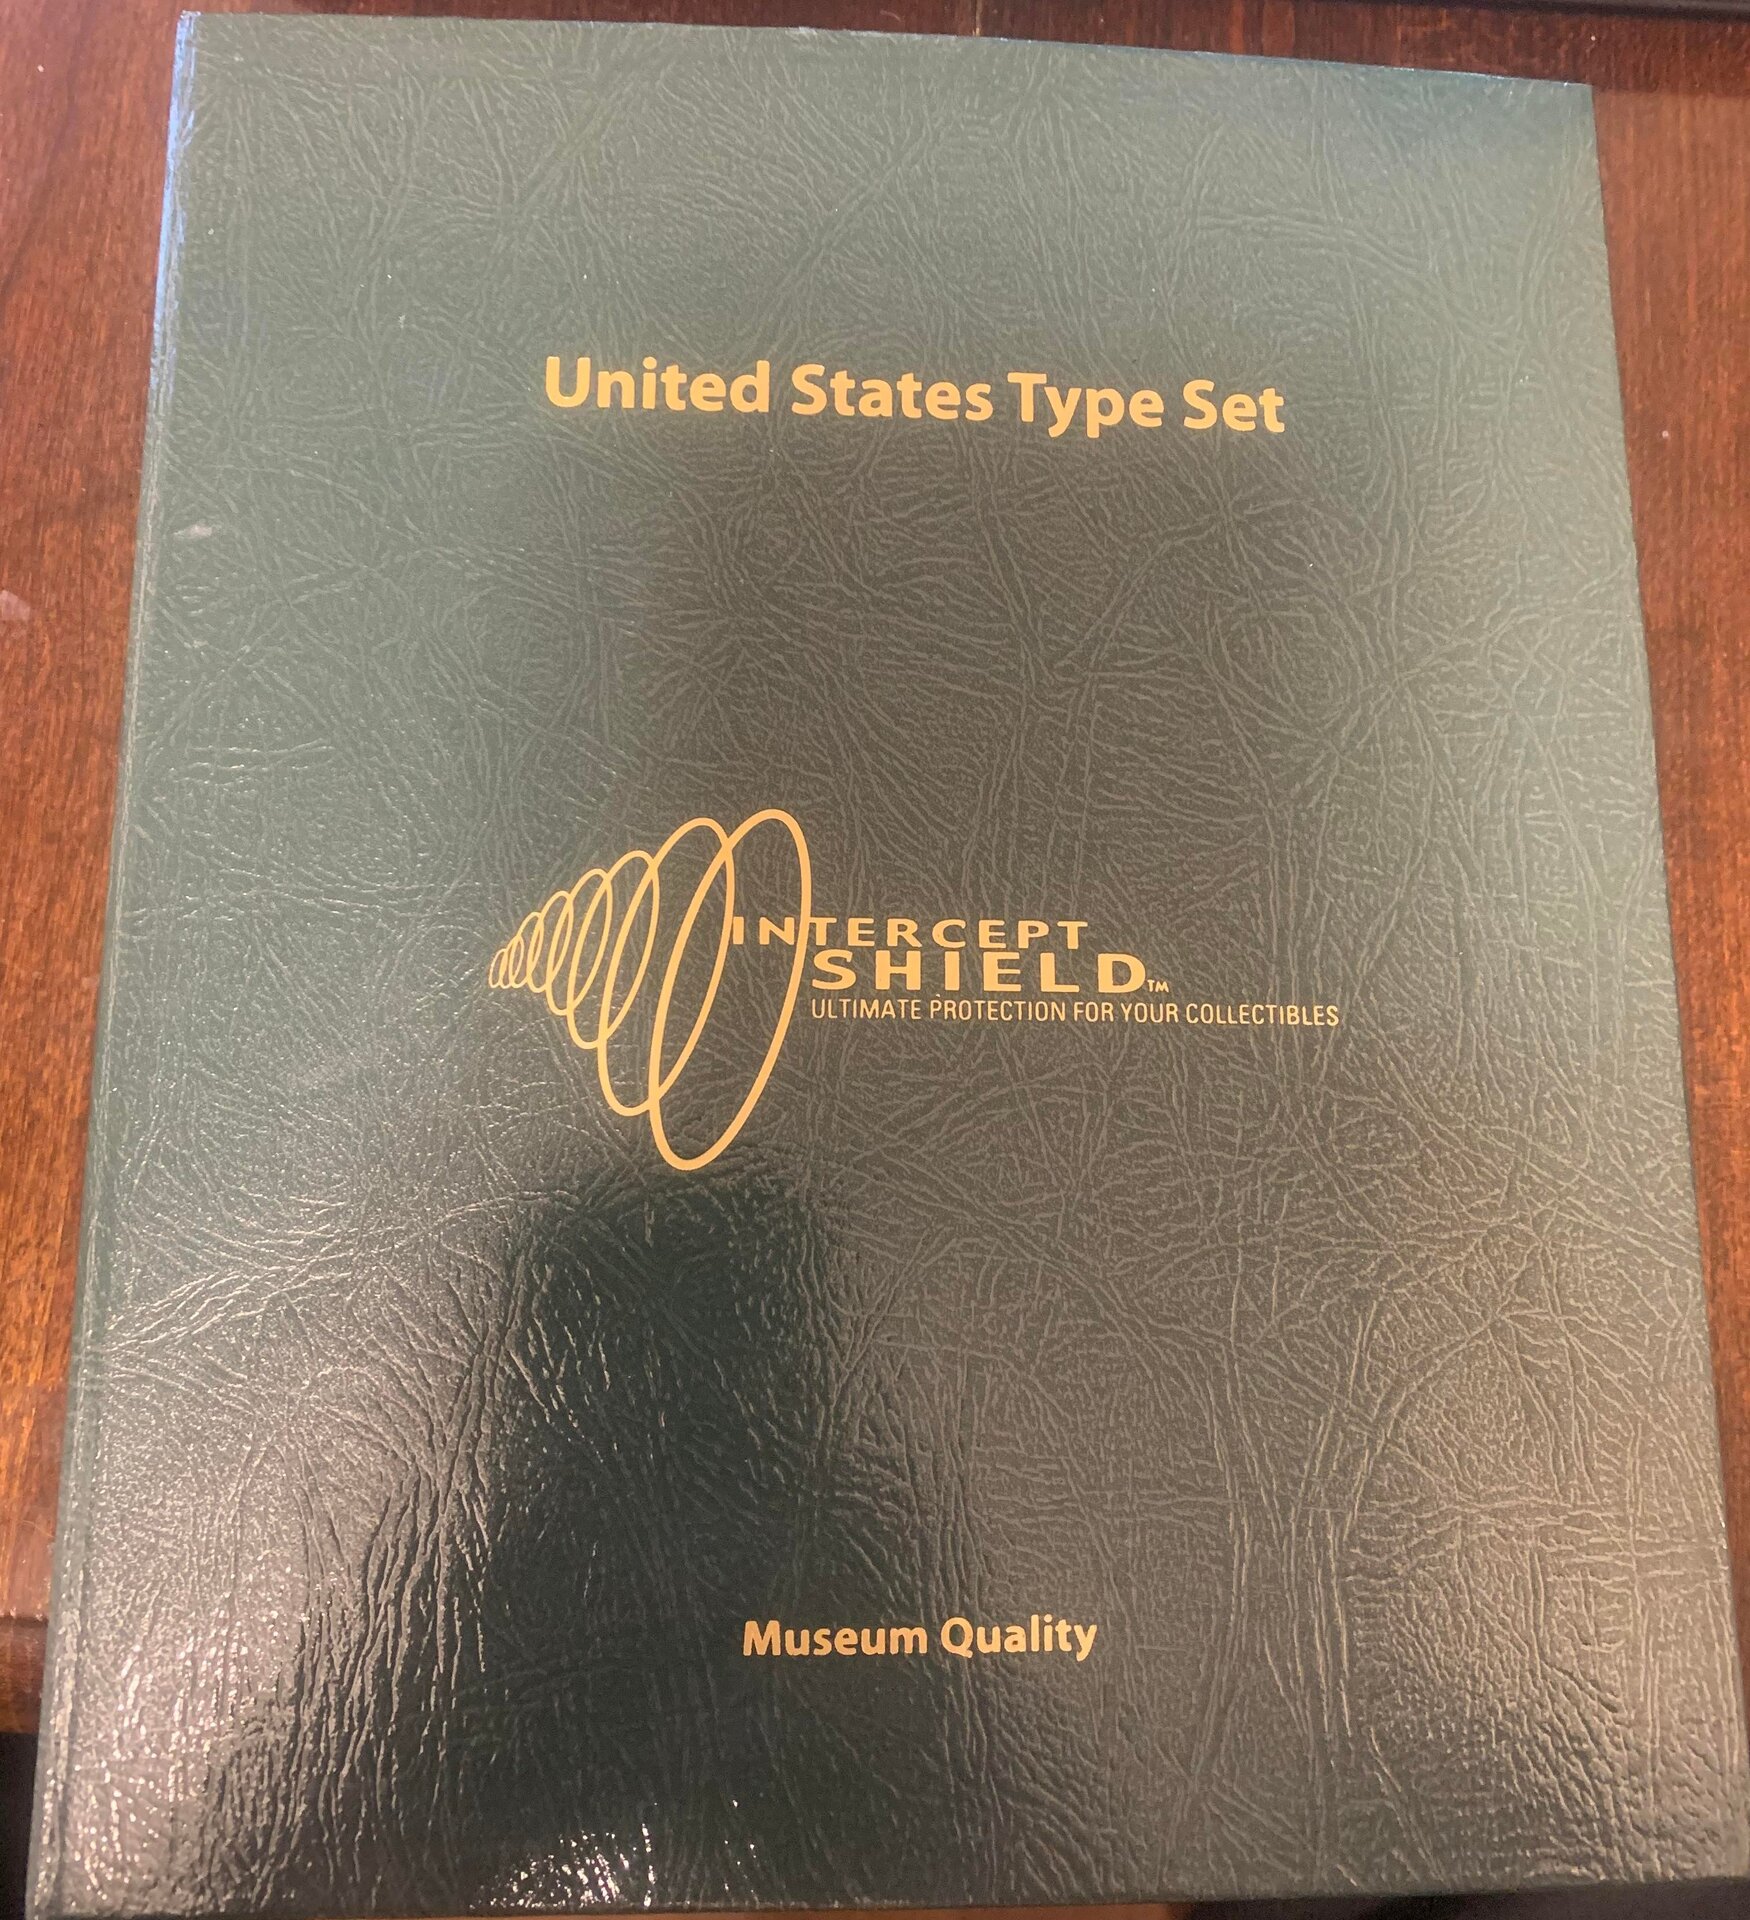 United States Type Set
INTERCEPT
SHIELD™
ULTIMATE PROTECTION FOR YOUR COLLECTIBLES
Museum Quality